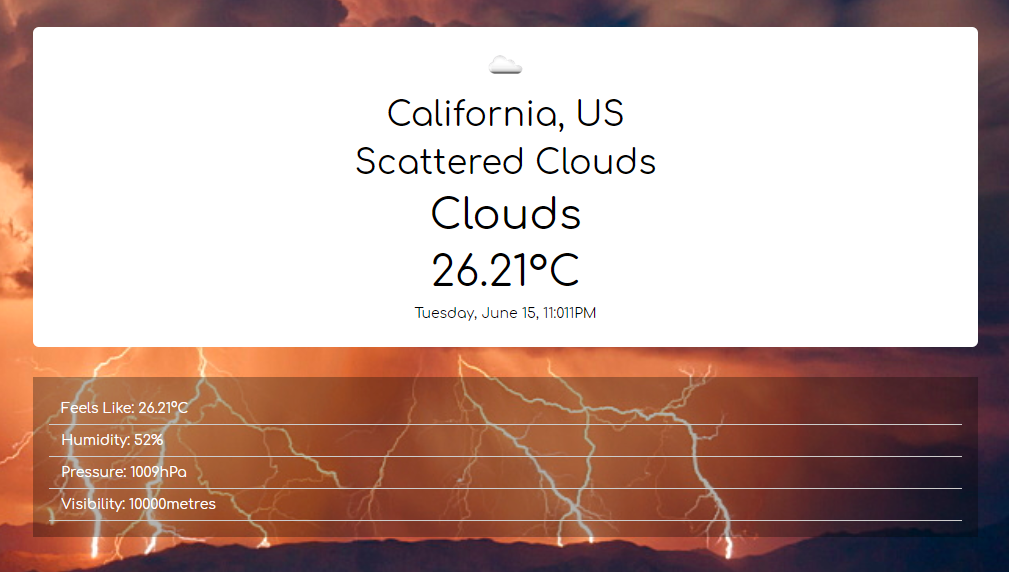 California, US
Scattered Clouds
Clouds
26.21°C
Tuesday, June 15, 11:011PM
Feels Like: 26.21°C
Humidity: 52%
Pressure: 1009hPa
Visibility: 10000metres